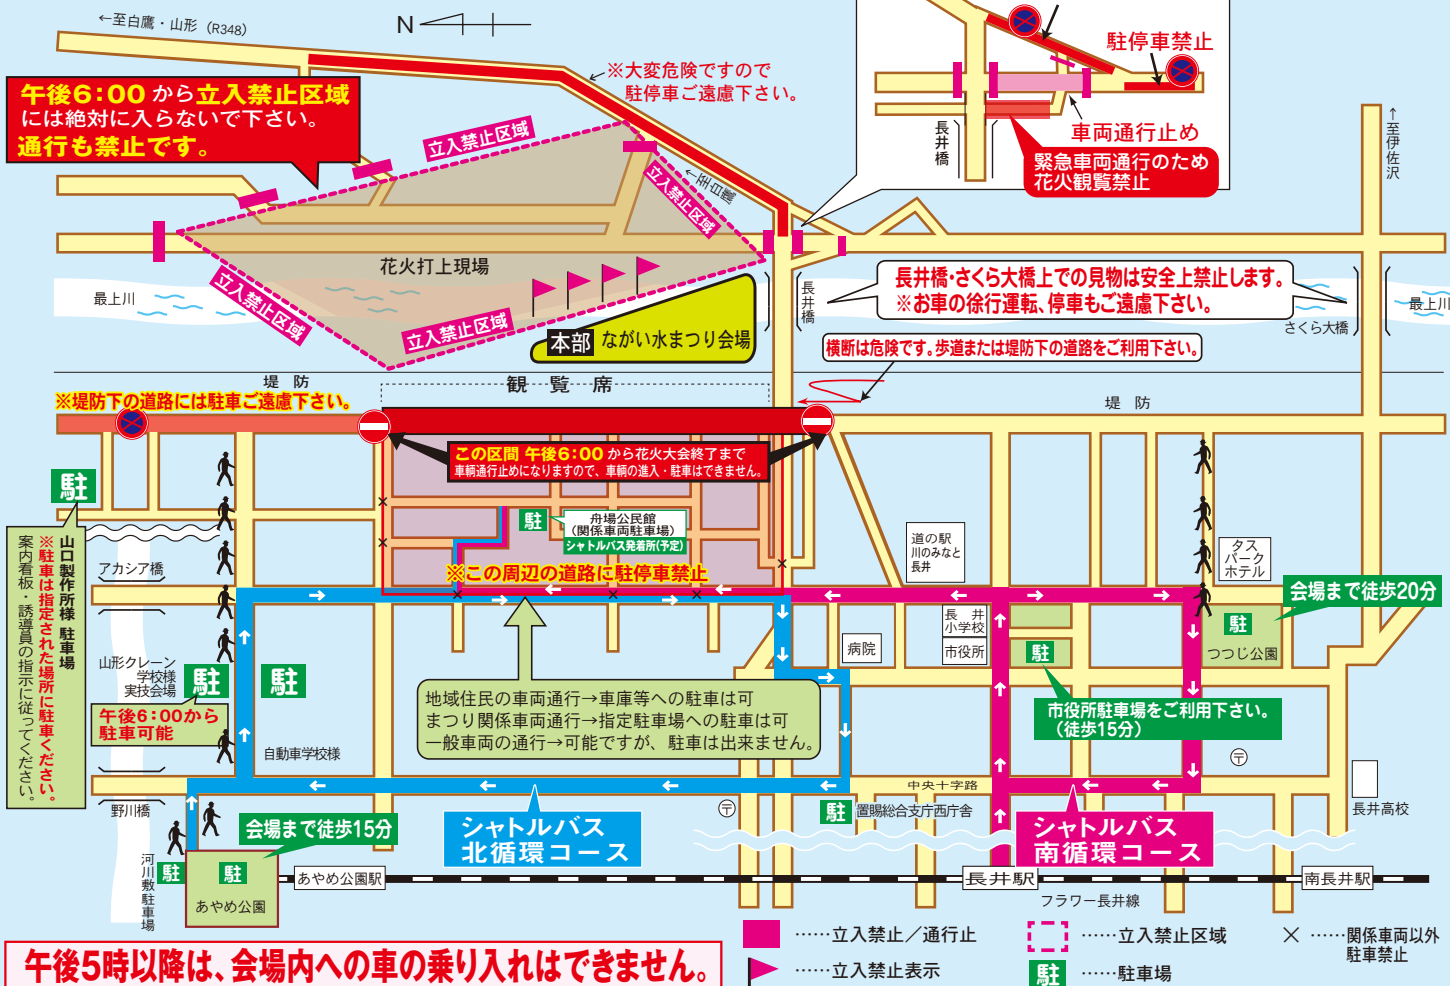 ←至白鷹・山形（R348）
N
午後6:00から立入禁止区域
には絶対に入らないで下さい。
通行も禁止です。
※大変危険ですので
駐停車ご遠慮下さい。
駐停車禁止
車両通行止め
長井橋
緊急車両通行のため
花火観覧禁止
←至伊佐沢
立入禁止区域
立入禁止区域
←至白鷹
立入禁止区域
立入禁止区域
花火打上現場
最上川
本部 ながい水まつり会場
長井橋
長井橋・さくら大橋上での見物は安全上禁止します。
※お車の徐行運転、停車もご遠慮下さい。
さくら大橋
最上川
横断は危険です。歩道または堤防下の道路をご利用下さい。
堤防
観覧席
堤防
※堤防下の道路には駐車ご遠慮下さい。
この区間 午後6:00から花火大会終了まで
車輌通行止めになりますので、車輌の進入・駐車はできません。
駐
駐
舟場公民館
（関係車両駐車場）
シャトルバス発着所(予定)
※この周辺の道路に駐停車禁止
道の駅
川のみなと
長井
タス
パーク
ホテル
会場まで徒歩20分
駐
つつじ公園
山口製作所様 駐車場
※駐車は指定された場所に駐車ください。
案内看板・誘導員の指示に従ってください。
アカシア橋
山形クレーン
学校様
実技会場
駐
駐
午後6:00から
駐車可能
自動車学校様
野川橋
地域住民の車両通行→車庫等への駐車は可
まつり関係車両通行→指定駐車場への駐車は可
一般車両の通行→可能ですが、駐車は出来ません。
病院
長井
小学校
市役所
駐
市役所駐車場をご利用下さい。
（徒歩15分）
〒
中央十字路
長井高校
〒
駐
置賜総合支庁西庁舎
シャトルバス
北循環コース
シャトルバス
南循環コース
会場まで徒歩15分
河川敷駐車場
駐
駐
あやめ公園
あやめ公園駅
長井駅
南長井駅
フラワー長井線
午後5時以降は、会場内への車の乗り入れはできません。
……立入禁止／通行止
……立入禁止表示
……立入禁止区域
駐 ……駐車場
× ……関係車両以外
駐車禁止